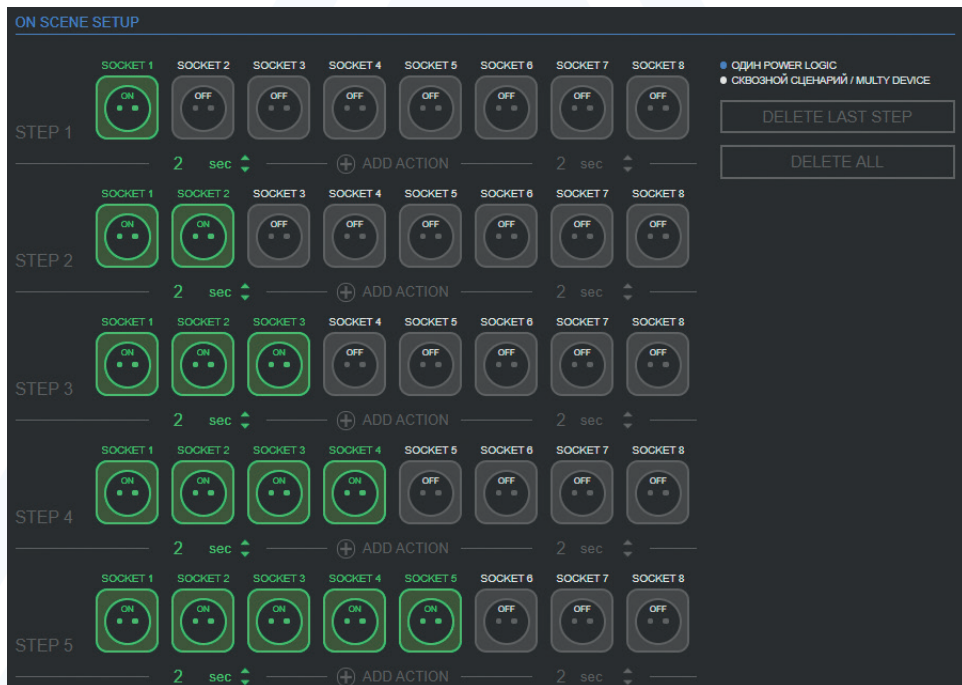 ON SCENE SETUP
SOCKET 1 SOCKET 2 SOCKET 3 SOCKET 4 SOCKET 5 SOCKET 6 SOCKET 7 SOCKET 8
ON OFF OFF OFF OFF OFF OFF OFF
STEP 1
2 sec ADD ACTION 2 sec
SOCKET 1 SOCKET 2 SOCKET 3 SOCKET 4 SOCKET 5 SOCKET 6 SOCKET 7 SOCKET 8
ON ON OFF OFF OFF OFF OFF OFF
STEP 2
2 sec ADD ACTION 2 sec
SOCKET 1 SOCKET 2 SOCKET 3 SOCKET 4 SOCKET 5 SOCKET 6 SOCKET 7 SOCKET 8
ON ON ON OFF OFF OFF OFF OFF
STEP 3
2 sec ADD ACTION 2 sec
SOCKET 1 SOCKET 2 SOCKET 3 SOCKET 4 SOCKET 5 SOCKET 6 SOCKET 7 SOCKET 8
ON ON ON ON OFF OFF OFF OFF
STEP 4
2 sec ADD ACTION 2 sec
SOCKET 1 SOCKET 2 SOCKET 3 SOCKET 4 SOCKET 5 SOCKET 6 SOCKET 7 SOCKET 8
ON ON ON ON ON OFF OFF OFF
STEP 5
2 sec ADD ACTION 2 sec
ОДИН POWER LOGIC
СКВОЗНОЙ СЦЕНАРИЙ / MULTY DEVICE
DELETE LAST STEP
DELETE ALL